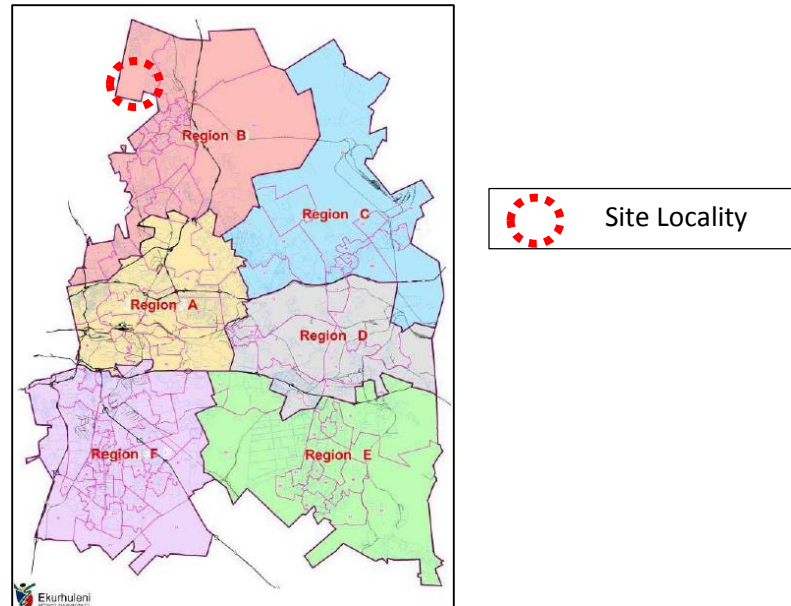 Region B
Region C
Site Locality
Region A
Region D
Region F
Region E
Ekurhuleni